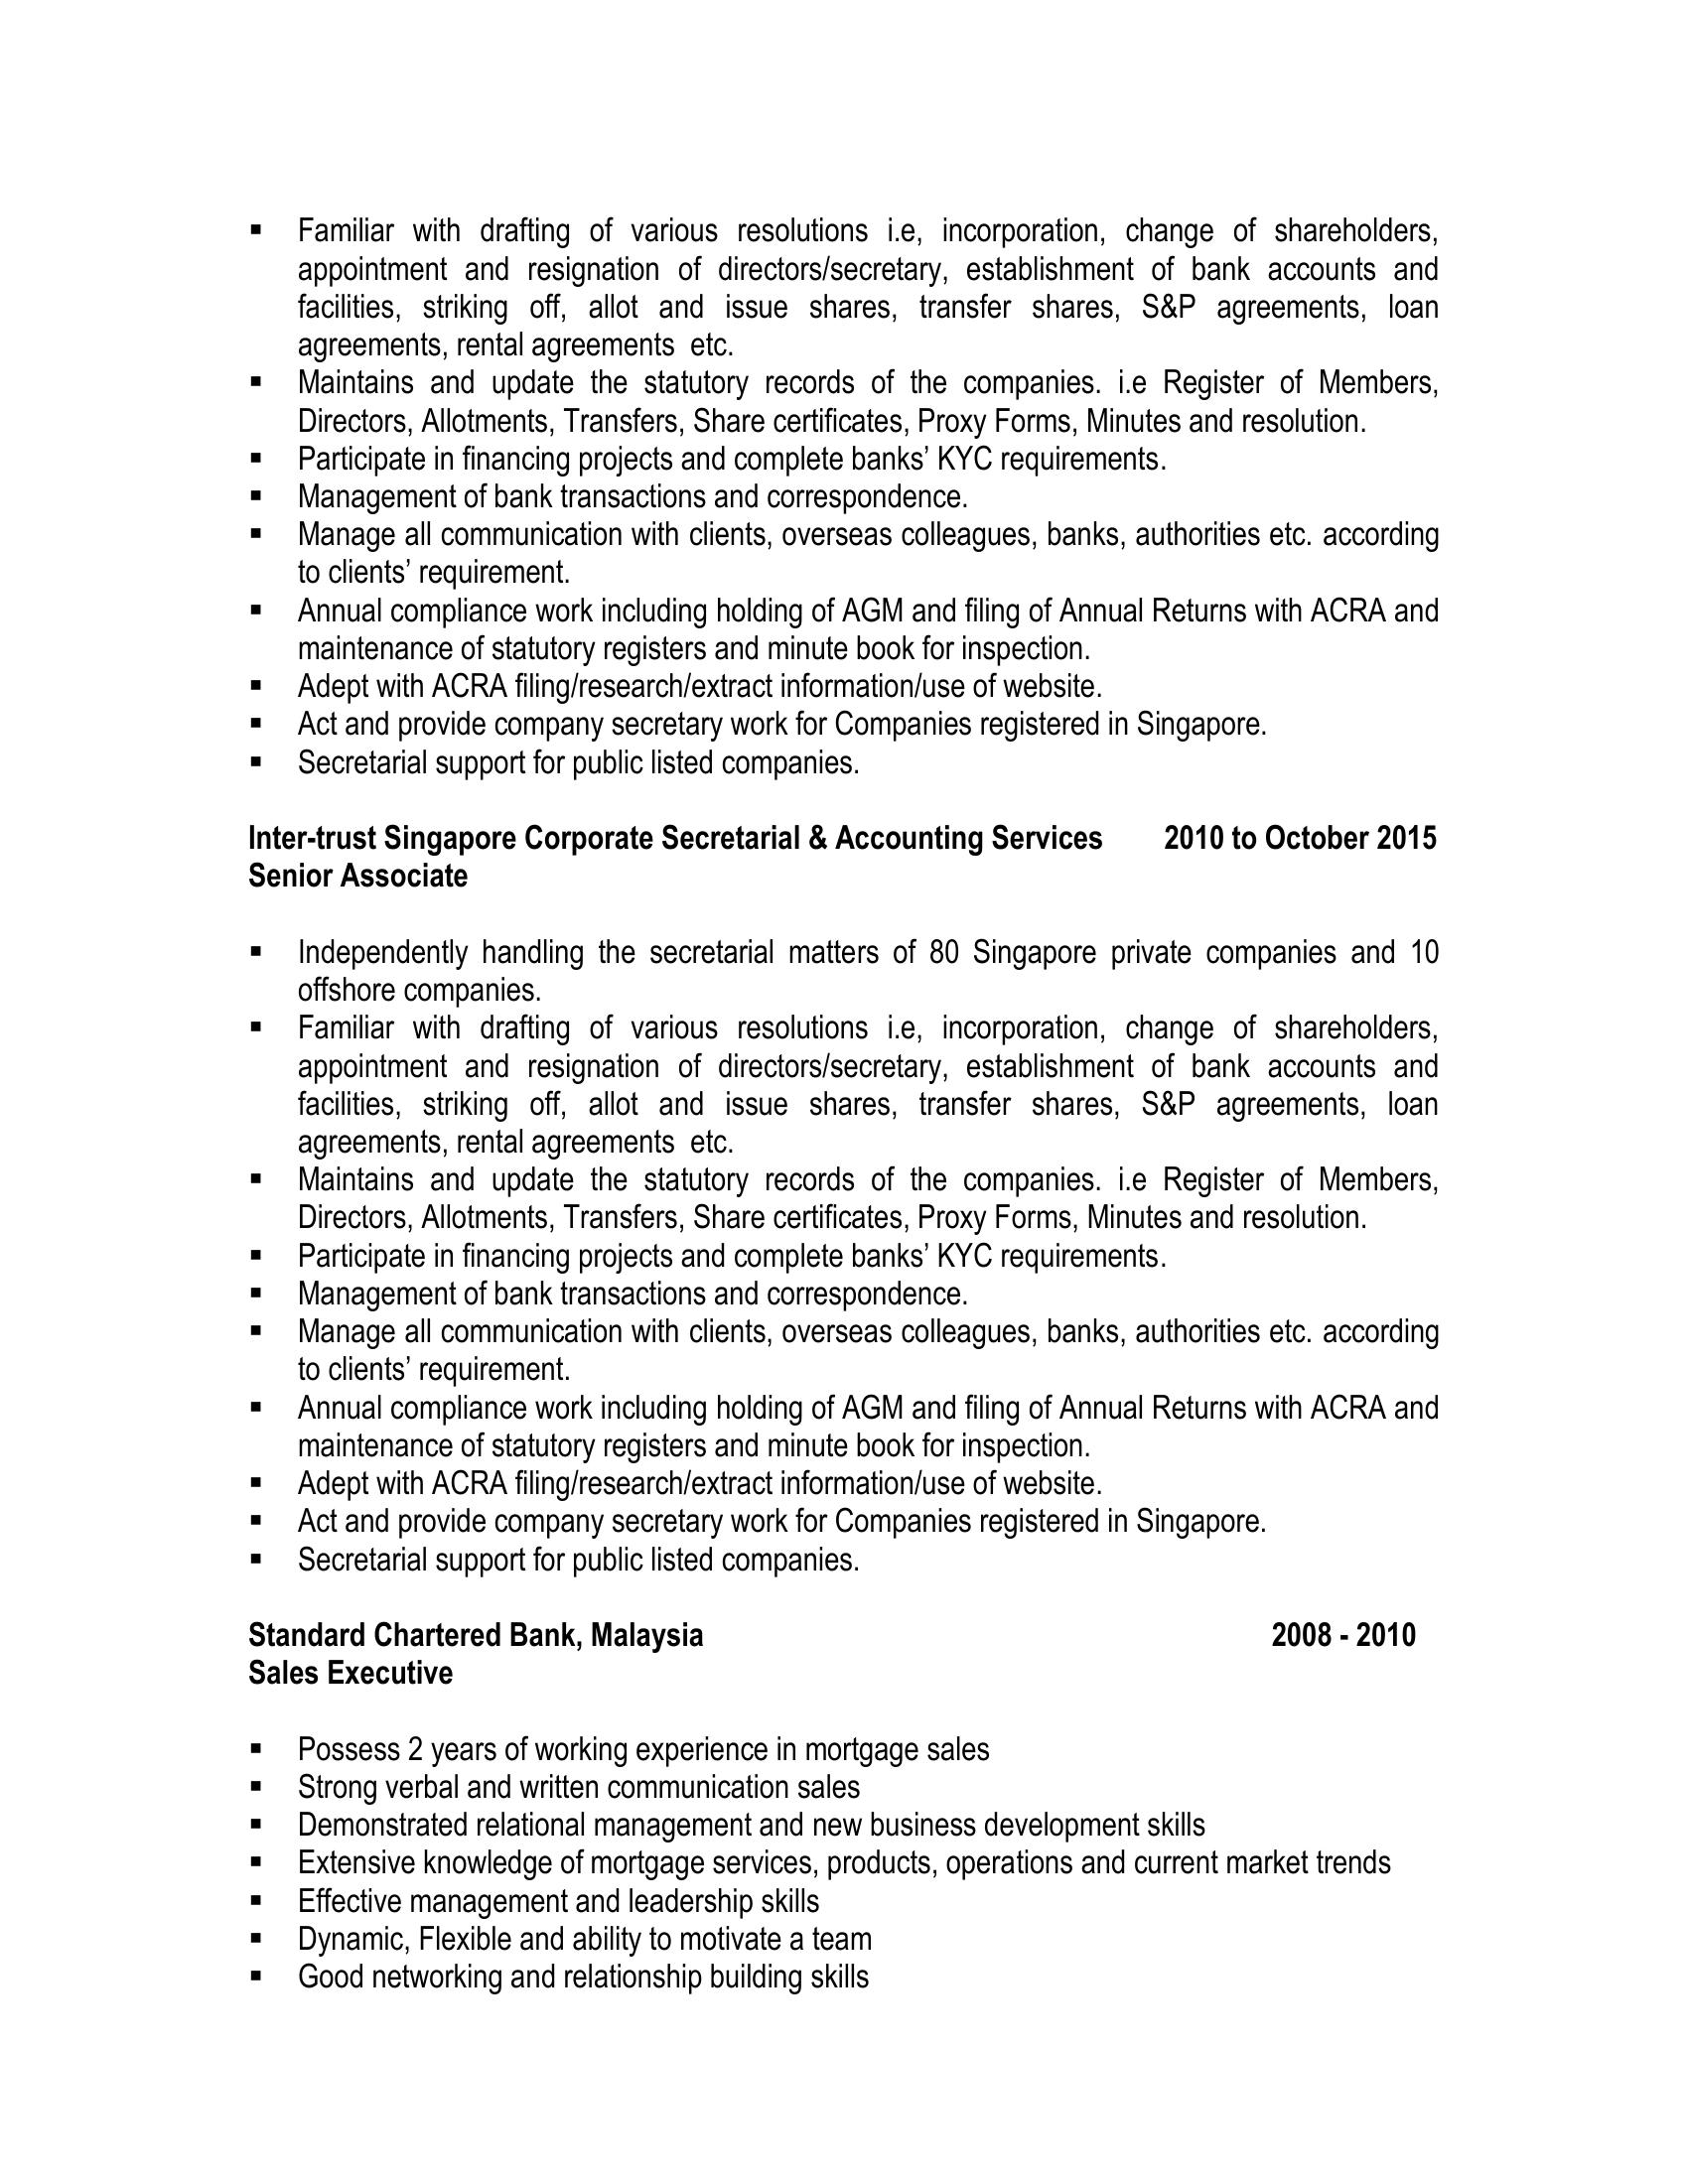 ▪ Familiar with drafting of various resolutions i.e, incorporation, change of shareholders,
appointment and resignation of directors/secretary, establishment of bank accounts and
facilities, striking off, allot and issue shares, transfer shares, S&P agreements, loan
agreements, rental agreements  etc.
▪ Maintains and update the statutory records of the companies. i.e Register of Members,
Directors, Allotments, Transfers, Share certificates, Proxy Forms, Minutes and resolution.
▪ Participate in financing projects and complete banks’ KYC requirements.
▪ Management of bank transactions and correspondence.
▪ Manage all communication with clients, overseas colleagues, banks, authorities etc. according
to clients’ requirement.
▪ Annual compliance work including holding of AGM and filing of Annual Returns with ACRA and
maintenance of statutory registers and minute book for inspection.
▪ Adept with ACRA filing/research/extract information/use of website.
▪ Act and provide company secretary work for Companies registered in Singapore.
▪ Secretarial support for public listed companies.
Inter-trust Singapore Corporate Secretarial & Accounting Services 2010 to October 2015
Senior Associate
▪ Independently handling the secretarial matters of 80 Singapore private companies and 10
offshore companies.
▪ Familiar with drafting of various resolutions i.e, incorporation, change of shareholders,
appointment and resignation of directors/secretary, establishment of bank accounts and
facilities, striking off, allot and issue shares, transfer shares, S&P agreements, loan
agreements, rental agreements  etc.
▪ Maintains and update the statutory records of the companies. i.e Register of Members,
Directors, Allotments, Transfers, Share certificates, Proxy Forms, Minutes and resolution.
▪ Participate in financing projects and complete banks’ KYC requirements.
▪ Management of bank transactions and correspondence.
▪ Manage all communication with clients, overseas colleagues, banks, authorities etc. according
to clients’ requirement.
▪ Annual compliance work including holding of AGM and filing of Annual Returns with ACRA and
maintenance of statutory registers and minute book for inspection.
▪ Adept with ACRA filing/research/extract information/use of website.
▪ Act and provide company secretary work for Companies registered in Singapore.
▪ Secretarial support for public listed companies.
Standard Chartered Bank, Malaysia 2008 - 2010
Sales Executive
▪ Possess 2 years of working experience in mortgage sales
▪ Strong verbal and written communication sales
▪ Demonstrated relational management and new business development skills
▪ Extensive knowledge of mortgage services, products, operations and current market trends
▪ Effective management and leadership skills
▪ Dynamic, Flexible and ability to motivate a team
▪ Good networking and relationship building skills